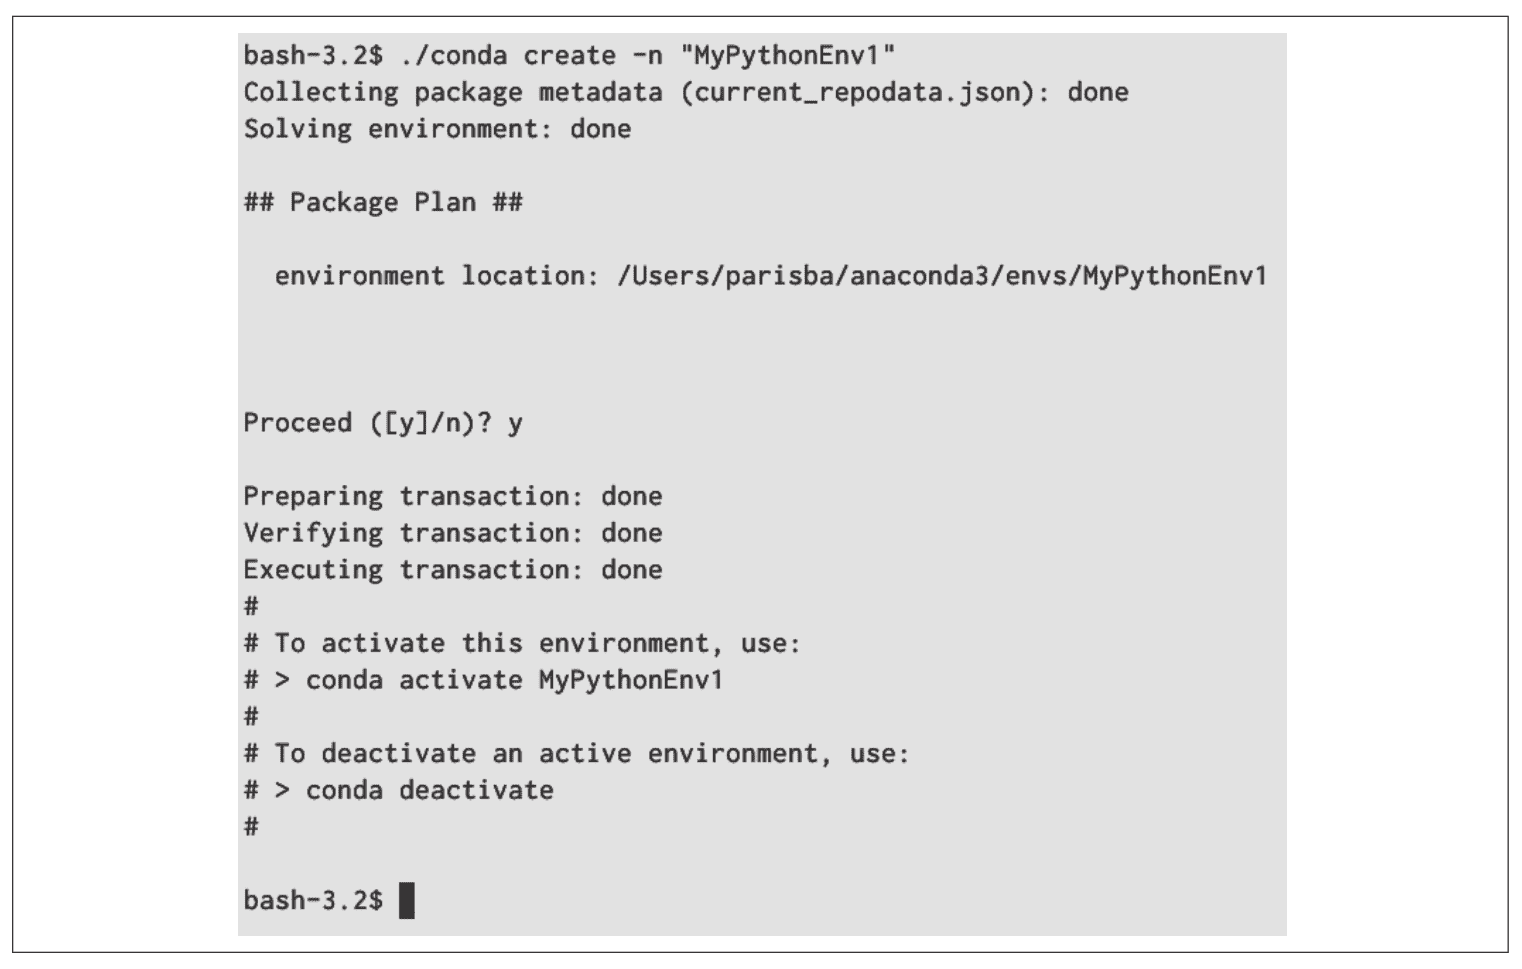 bash-3.2$ ./conda create -n "MyPythonEnv1"
Collecting package metadata (current_repodata.json): done
Solving environment: done
## Package Plan ##
environment location: /Users/parisba/anaconda3/envs/MyPythonEnv1
Proceed ([y]/n)? y
Preparing transaction: done
Verifying transaction: done
Executing transaction: done
#
# To activate this environment, use:
# > conda activate MyPythonEnv1
#
# To deactivate an active environment, use:
# > conda deactivate
#
bash-3.2$